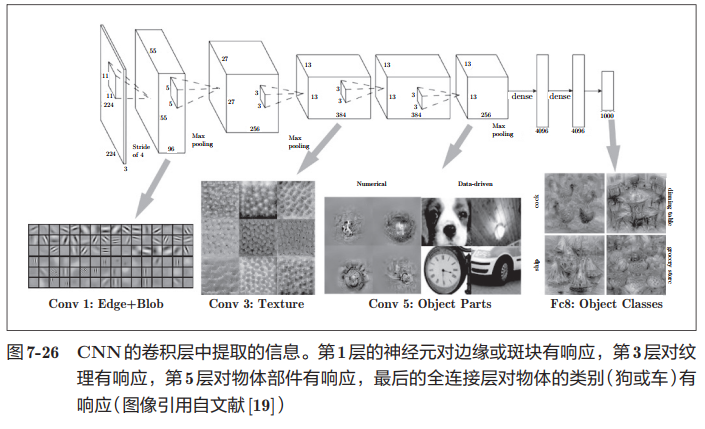 55
27
13
13
13
11
5
3
3
3
11
5
27
3
13
3
13
3
13
dense
dense
224
55
384
384
256
1000
Stride
of 4
Max
pooling
256
Max
pooling
Max
pooling
4096
4096
224
96
3
Numerical
Data-driven
cock
dining table
ship
grocery store
Conv 1: Edge+Blob
Conv 3: Texture
Conv 5: Object Parts
Fc8: Object Classes
图7-26 CNN的卷积层中提取的信息。第1层的神经元对边缘或斑块有响应，第3层对纹
理有响应，第5层对物体部件有响应，最后的全连接层对物体的类别（狗或车）有
响应（图像引用自文献[19]）